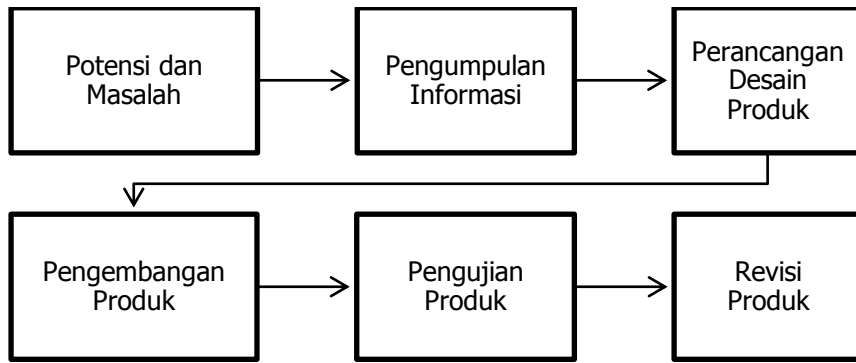 Potensi dan
Masalah
Pengumpulan
Informasi
Perancangan
Desain
Produk
Pengembangan
Produk
Pengujian
Produk
Revisi
Produk